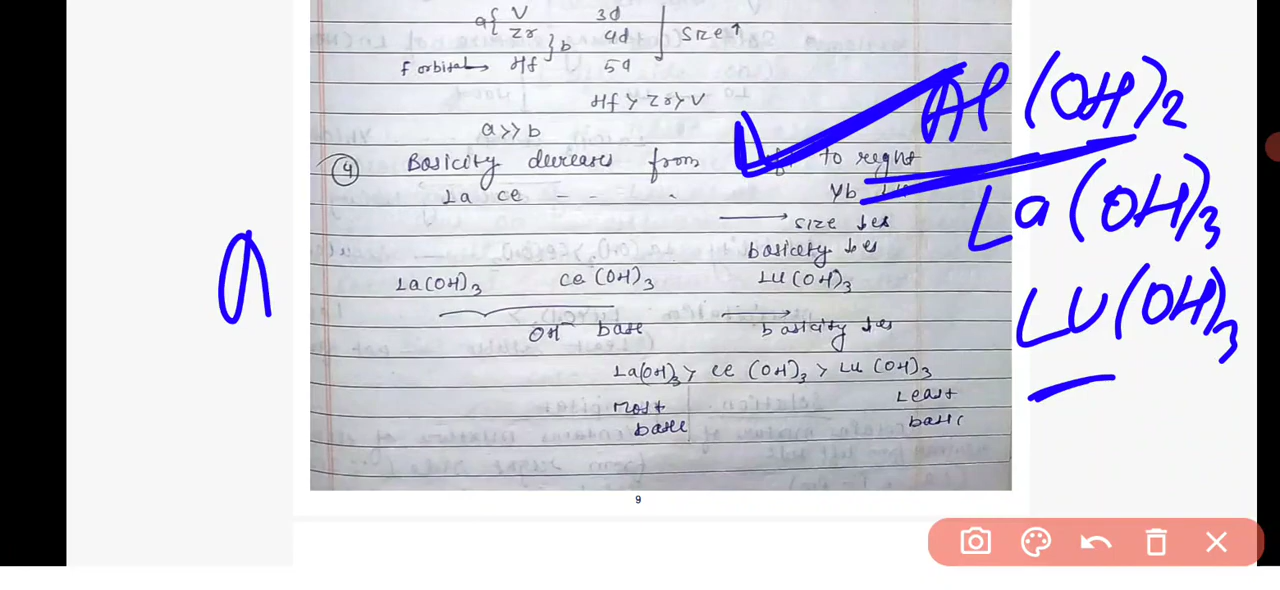 a{ V 3d
Zr }b 4d ] Size ↑
f orbital → Hf 5d
Hf > Zr > V
a >> b
④ Basicity decreases from to reght
La ce - - . Yb
→ size ↓es
basicity ↓es
La(OH)3 ce (OH)3 Lu (OH)3
OH⁻ base → basicity ↓es
La(OH)3 > ce (OH)3 > Lu (OH)3
Most Least
base basic
9
(OH)2
La(OH)3
LU(OH)3